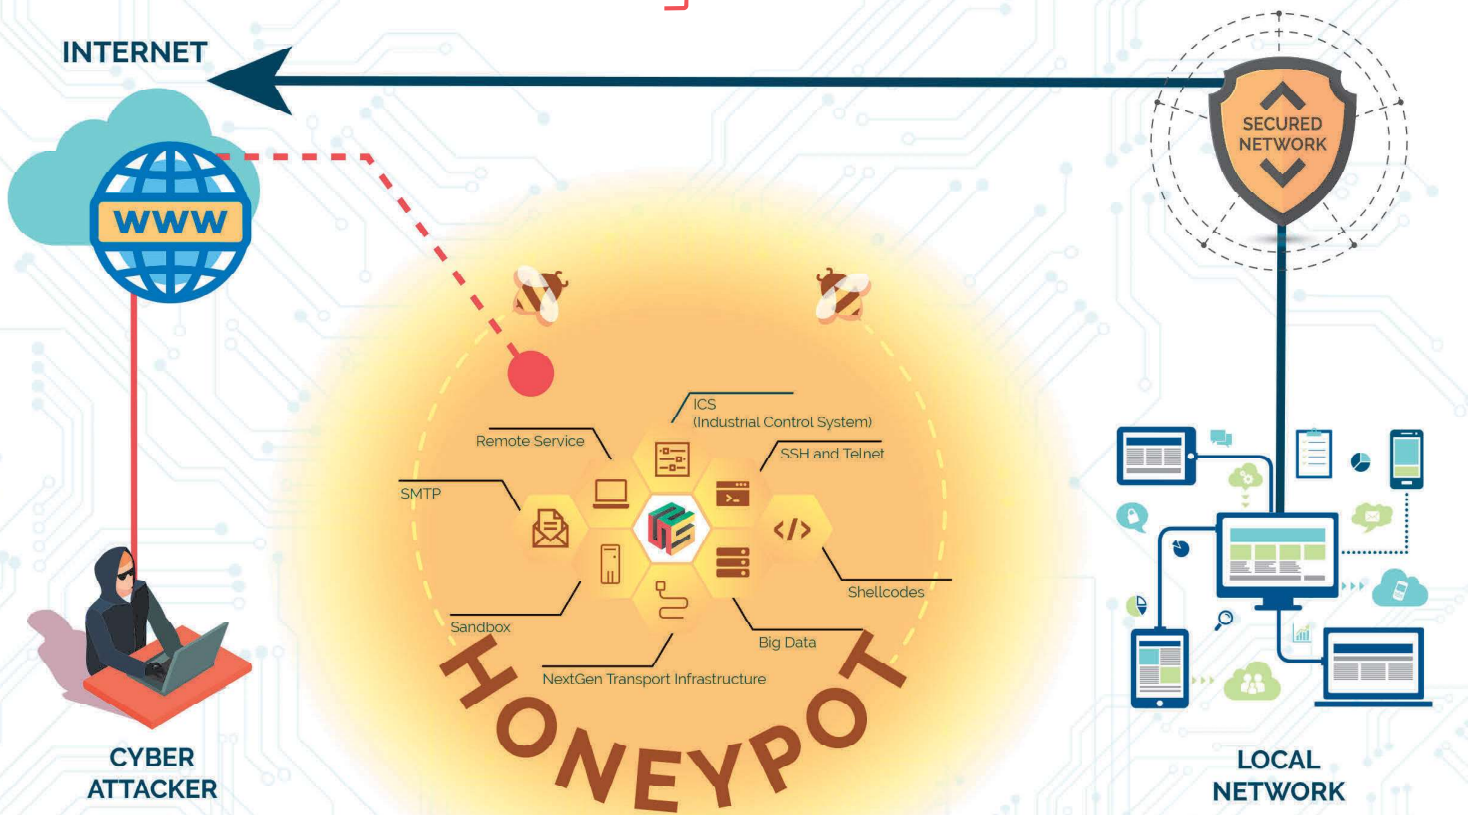 INTERNET
SECURED
NETWORK
WWW
ICS
(Industrial Control System)
Remote Service
SSH and Telnet
SMTP
Shellcodes
Sandbox
Big Data
NextGen Transport Infrastructure
HONEYPOT
CYBER
ATTACKER
LOCAL
NETWORK